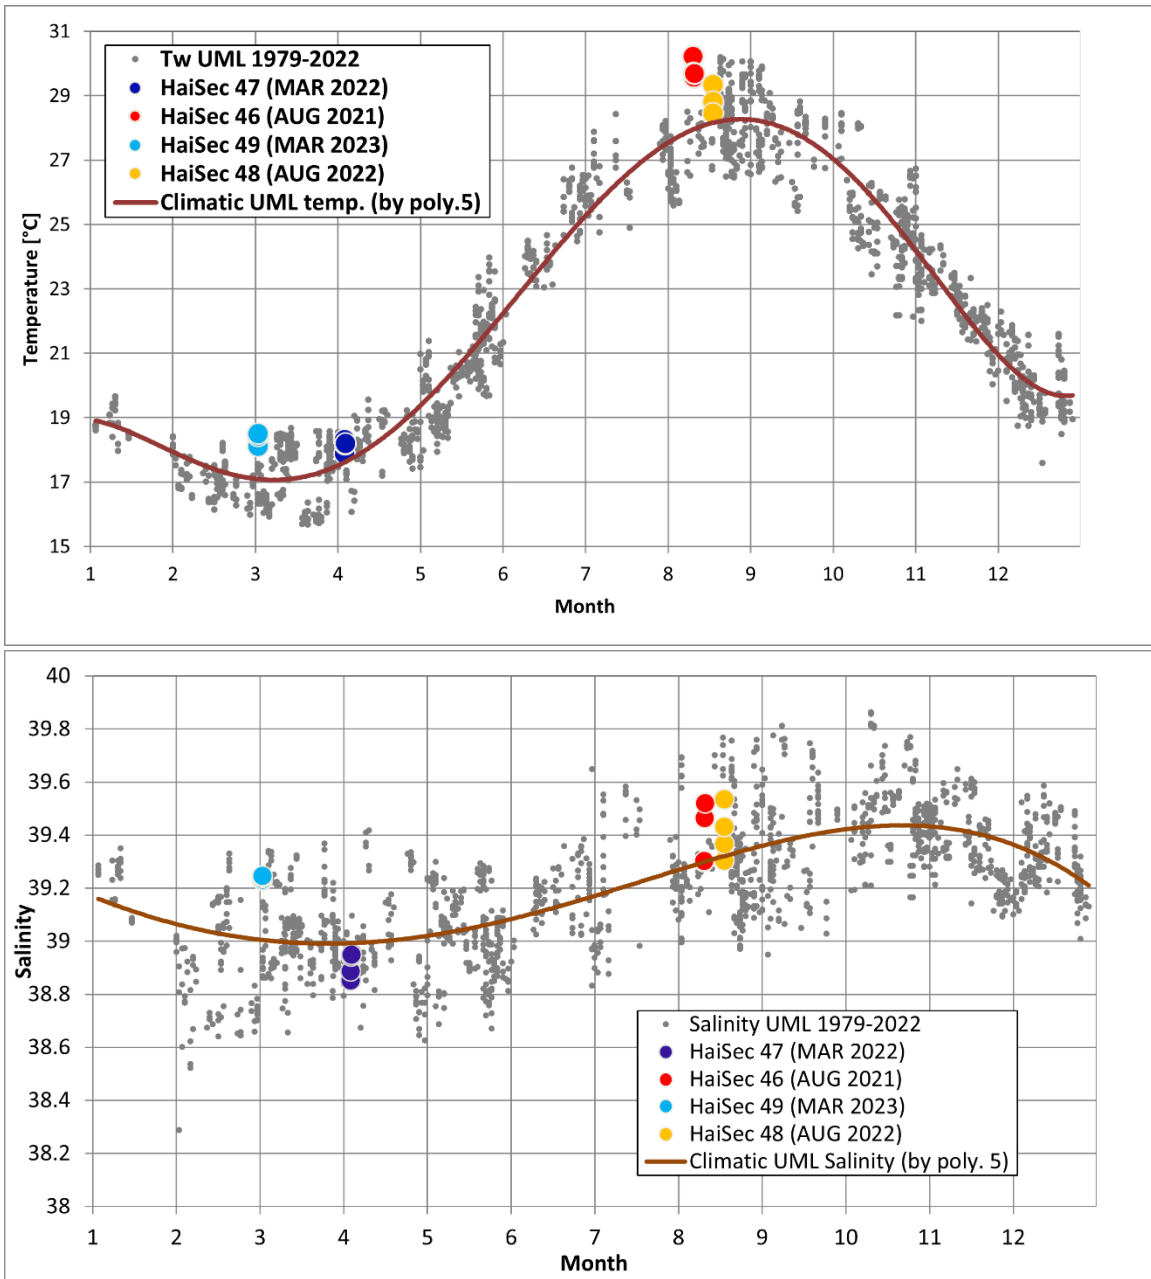 31
29
27
25
23
21
19
17
15
Temperature [°C]
Tw UML 1979-2022
HaiSec 47 (MAR 2022)
HaiSec 46 (AUG 2021)
HaiSec 49 (MAR 2023)
HaiSec 48 (AUG 2022)
Climatic UML temp. (by poly.5)
1 2 3 4 5 6 7 8 9 10 11 12
Month
40
39.8
39.6
39.4
39.2
39
38.8
38.6
38.4
38.2
38
Salinity
Salinity UML 1979-2022
HaiSec 47 (MAR 2022)
HaiSec 46 (AUG 2021)
HaiSec 49 (MAR 2023)
HaiSec 48 (AUG 2022)
Climatic UML Salinity (by poly. 5)
1 2 3 4 5 6 7 8 9 10 11 12
Month